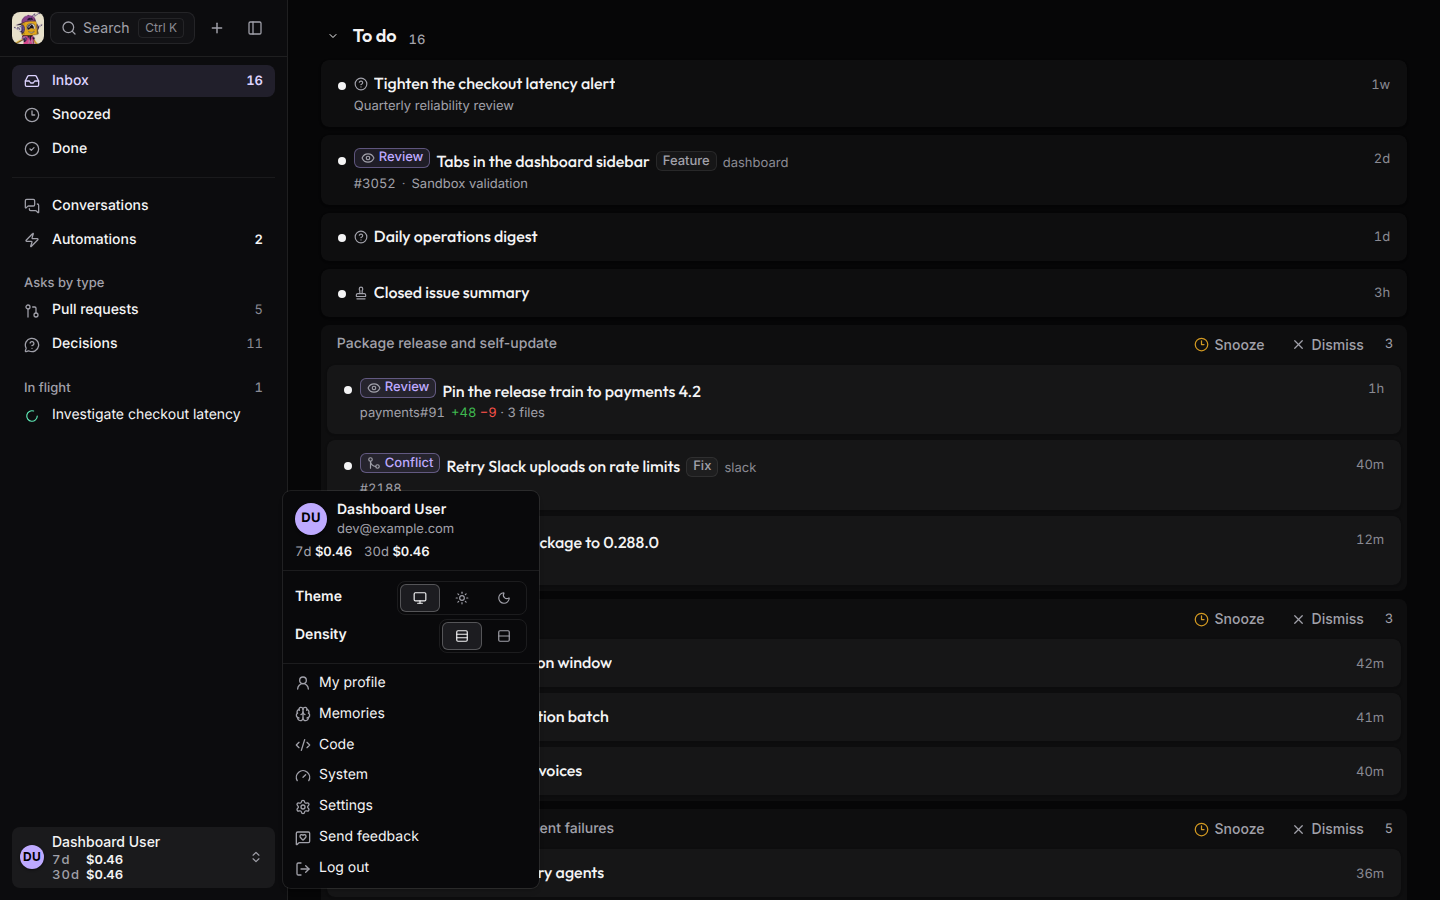 Search Ctrl K
Inbox 16
Snoozed
Done
Conversations
Automations 2
Asks by type
Pull requests 5
Decisions 11
In flight 1
Investigate checkout latency
DU Dashboard User
7d $0.46
30d $0.46
To do 16
Tighten the checkout latency alert 1w
Quarterly reliability review
Review Tabs in the dashboard sidebar Feature dashboard 2d
#3052 · Sandbox validation
Daily operations digest 1d
Closed issue summary 3h
Package release and self-update Snooze Dismiss 3
Review Pin the release train to payments 4.2 1h
payments#91 +48 −9 · 3 files
Conflict Retry Slack uploads on rate limits Fix slack 40m
#2188
ckage to 0.288.0 12m
Snooze Dismiss 3
on window 42m
tion batch 41m
voices 40m
ent failures Snooze Dismiss 5
ry agents 36m
DU Dashboard User
dev@example.com
7d $0.46 30d $0.46
Theme
Density
My profile
Memories
Code
System
Settings
Send feedback
Log out